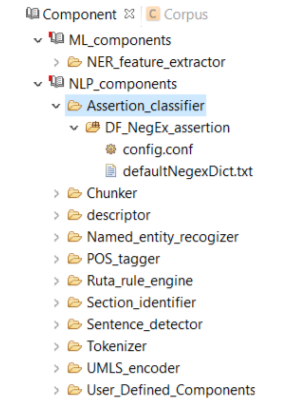 Component Corpus
ML_components
NER_feature_extractor
NLP_components
Assertion_classifier
DF_NegEx_assertion
config.conf
defaultNegexDict.txt
Chunker
descriptor
Named_entity_recogizer
POS_tagger
Ruta_rule_engine
Section_identifier
Sentence_detector
Tokenizer
UMLS_encoder
User_Defined_Components